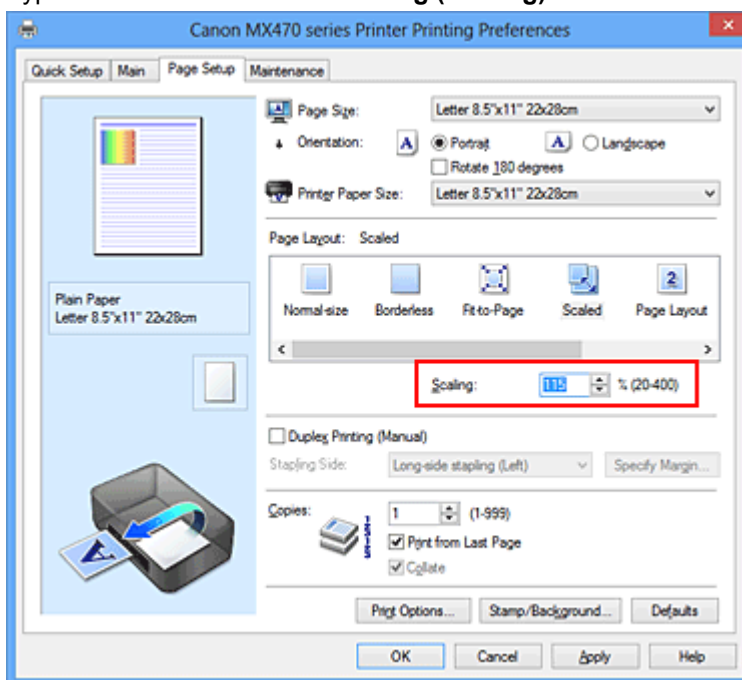 Canon MX470 series Printer Printing Preferences
Quick Setup Main Page Setup Maintenance
Page Size: Letter 8.5"x11" 22x28cm
Orientation: A Portrait A Landscape
Rotate 180 degrees
Printer Paper Size: Letter 8.5"x11" 22x28cm
Page Layout: Scaled
Normal-size Borderless Fit-to-Page Scaled 2 Page Layout
Plain Paper
Letter 8.5"x11" 22x28cm
Scaling: 115 % (20-400)
Duplex Printing (Manual)
Stapling Side: Long-side stapling (Left) Specify Margin...
Copies: 1 (1-999)
Print from Last Page
Collate
A
Print Options... Stamp/Background... Defaults
OK Cancel Apply Help